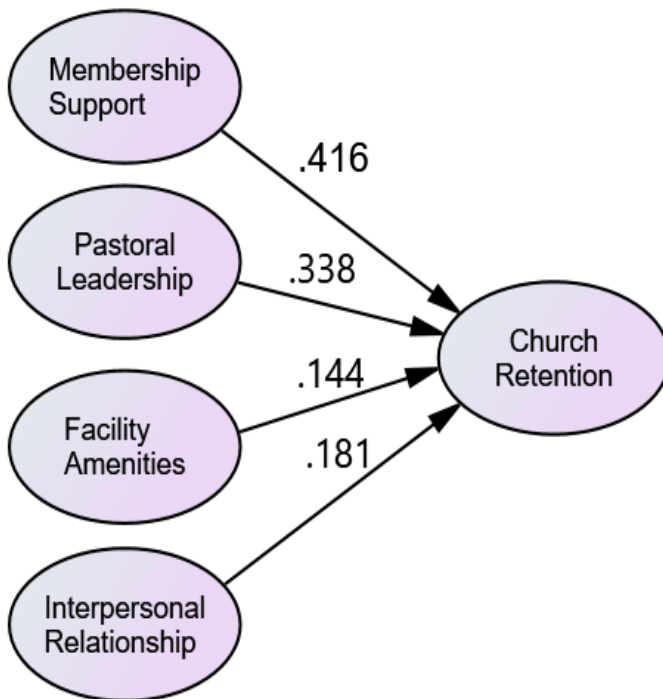 Membership
Support
.416
Pastoral
Leadership
.338
Church
Retention
.144
Facility
Amenities
.181
Interpersonal
Relationship